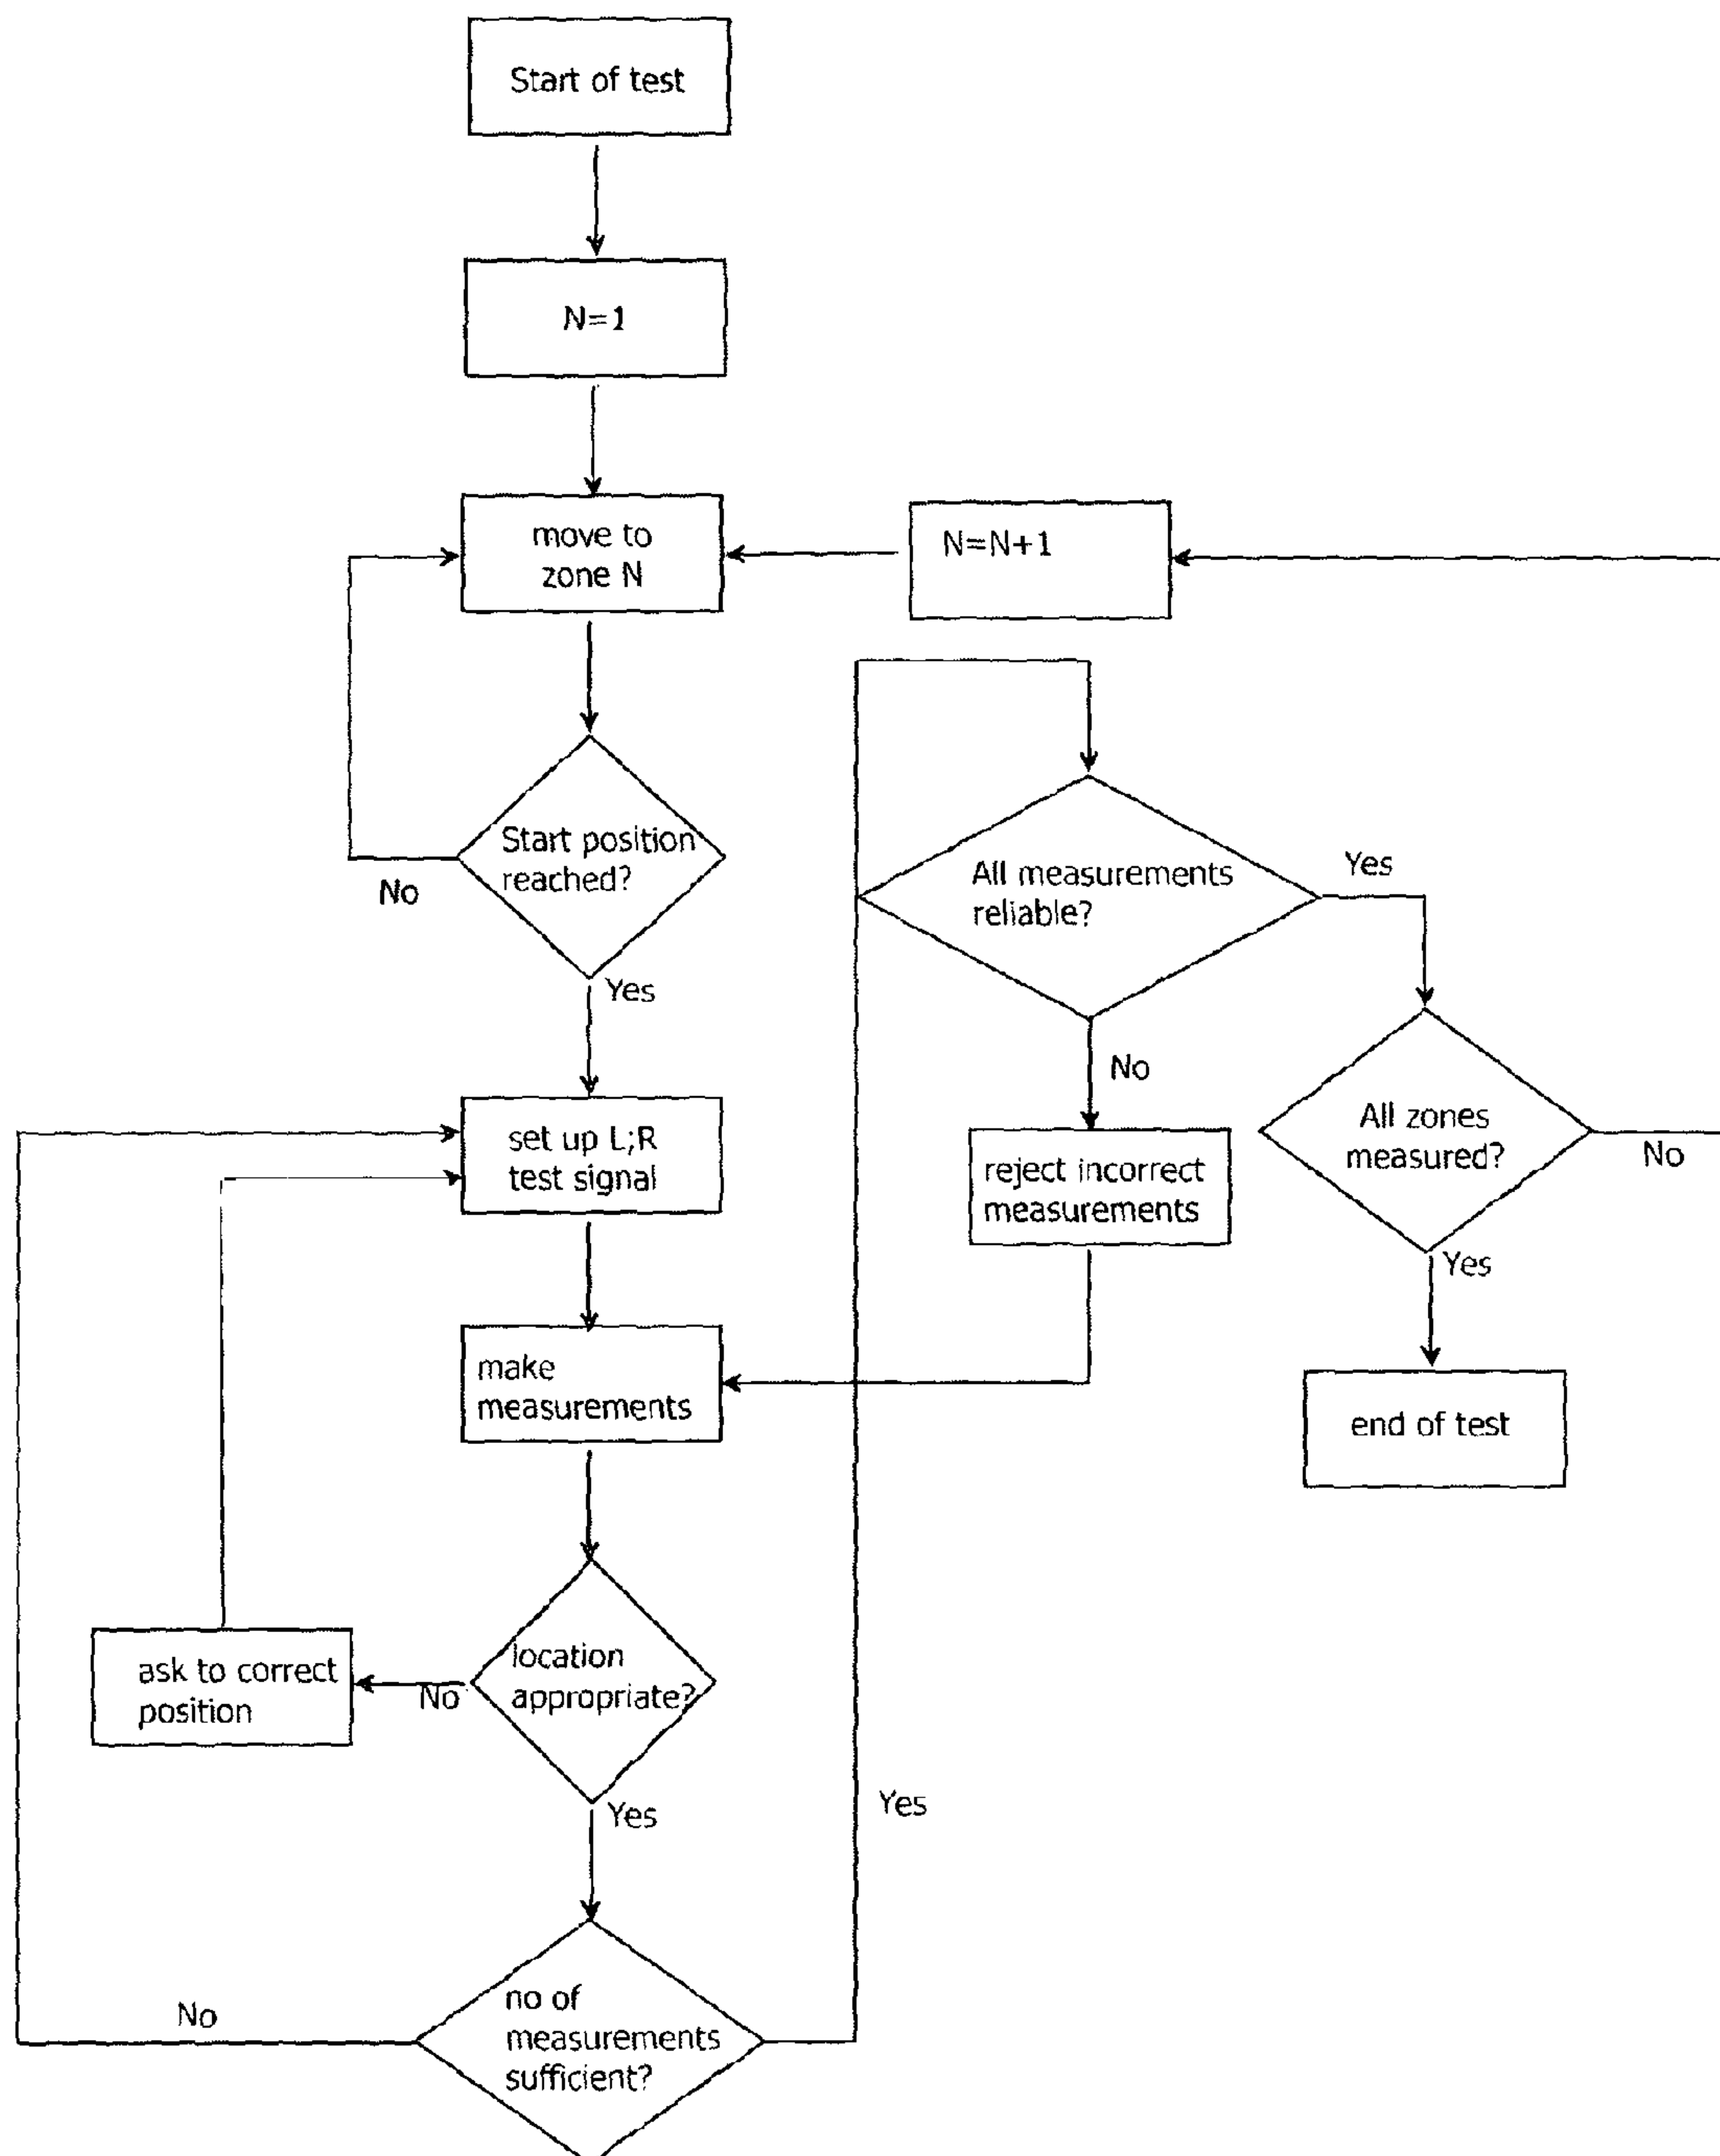 Start of test
N=1
move to
zone N
N=N+1
Start position
reached?
No
Yes
All measurements
reliable?
Yes
No
set up L;R
test signal
reject incorrect
measurements
All zones
measured?
No
Yes
make
measurements
end of test
location
appropriate?
No
ask to correct
position
Yes
Yes
no of
measurements
sufficient?
No